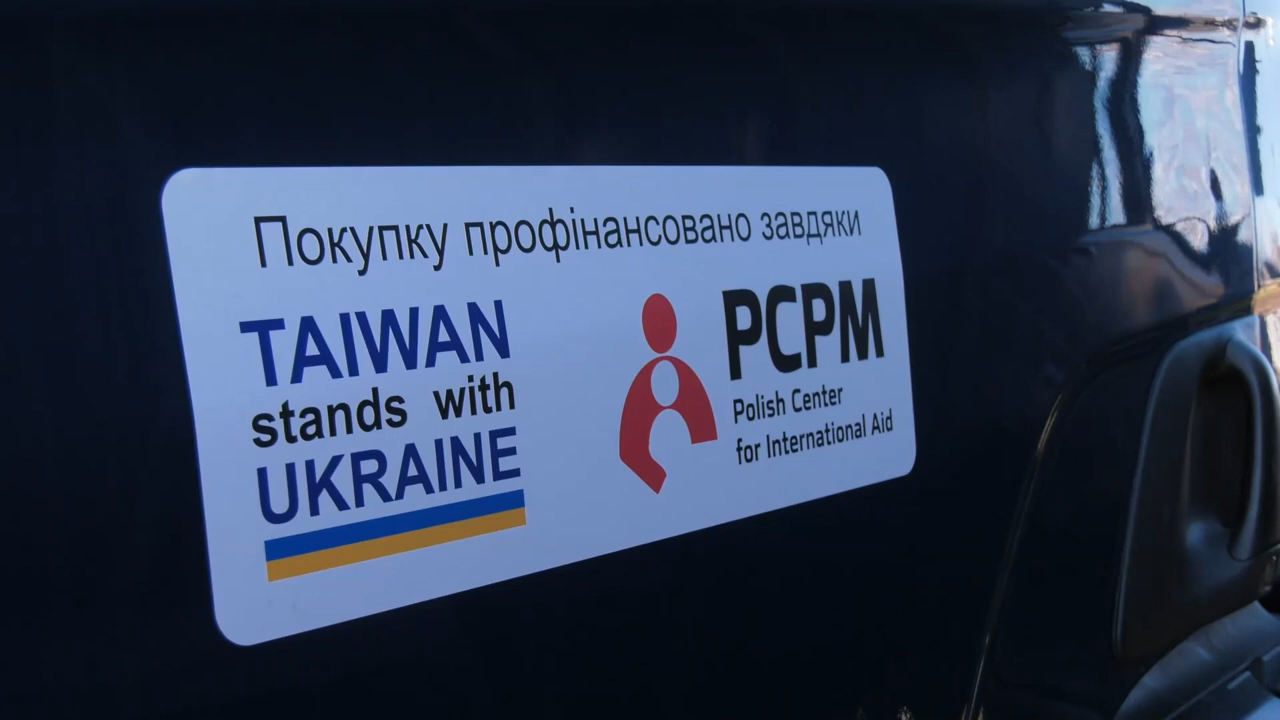 Покупку профінансовано завдяки
TAIWAN
stands with
UKRAINE
PCPM
Polish Center
for International Aid